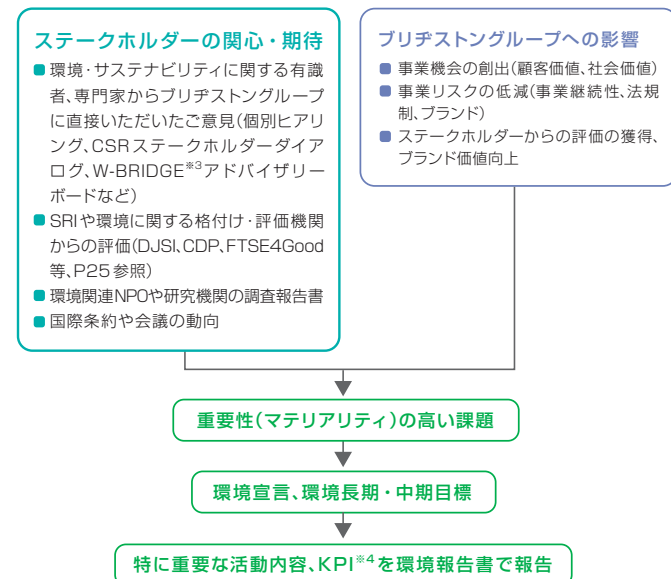 ステークホルダーの関心・期待
■環境・サステナビリティに関する有識
者、専門家からブリヂストングループ
に直接いただいたご意見(個別ヒアリ
ング、CSRステークホルダーダイア
ログ、W-BRIDGE※3アドバイザリー
ボードなど)
■SRIや環境に関する格付け・評価機関
からの評価(DJSI、CDP、FTSE4Good
等、P25参照)
■環境関連NPOや研究機関の調査報告書
■国際条約や会議の動向
ブリヂストングループへの影響
■事業機会の創出(顧客価値、社会価値)
■事業リスクの低減(事業継続性、法規
制、ブランド)
■ステークホルダーからの評価の獲得、
ブランド価値向上
重要性(マテリアリティ)の高い課題
環境宣言、環境長期・中期目標
特に重要な活動内容、KPI※4を環境報告書で報告